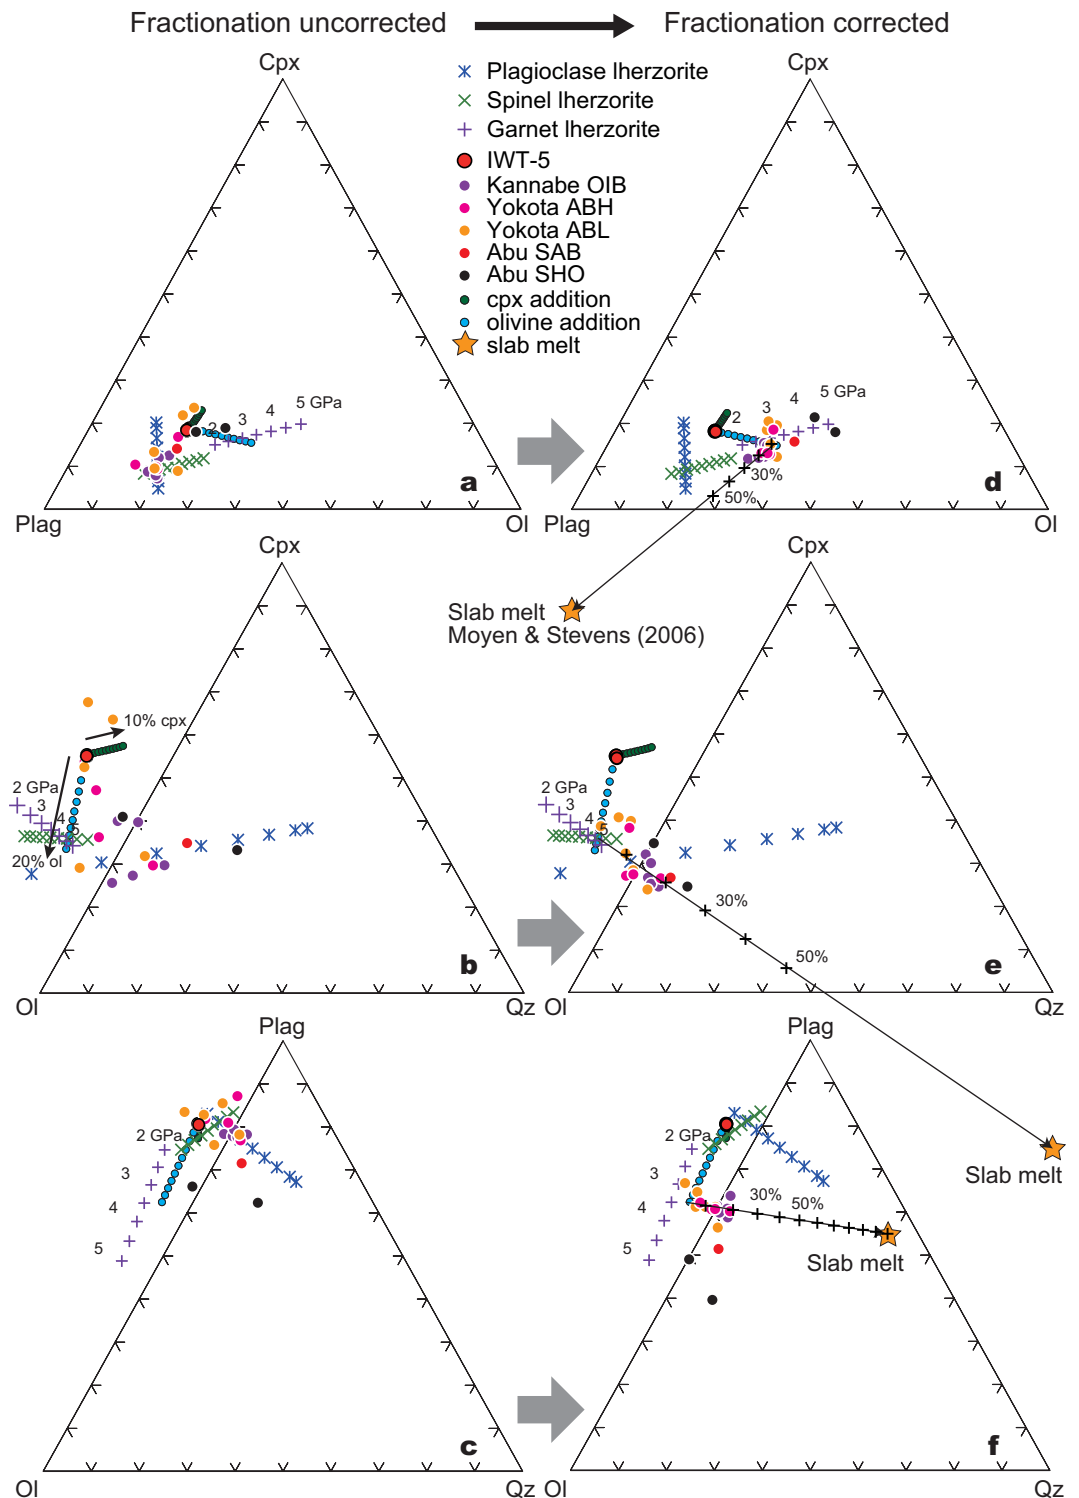 Fractionation uncorrected
Fractionation corrected
Cpx
Cpx
Plagioclase lherzorite
Spinel lherzorite
Garnet lherzorite
IWT-5
Kannabe OIB
Yokota ABH
Yokota ABL
Abu SAB
Abu SHO
cpx addition
olivine addition
slab melt
2
3
4
5 GPa
a
Plag
Ol
2
3
4
5 GPa
30%
50%
d
Plag
Ol
Slab melt
Moyen & Stevens (2006)
Cpx
10% cpx
2 GPa
3
4
5
20% ol
b
Ol
Qz
Cpx
2 GPa
3
4
5
30%
50%
e
Ol
Qz
Slab melt
Plag
2 GPa
3
4
5
c
Ol
Qz
Plag
2 GPa
3
4
5
30%
50%
Slab melt
f
Ol
Qz